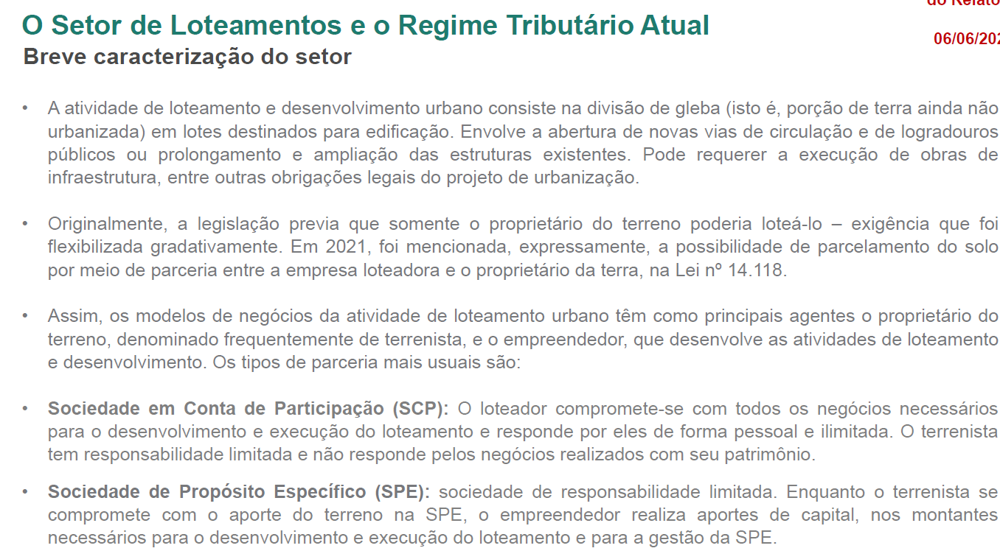 do Relato
O Setor de Loteamentos e o Regime Tributário Atual
06/06/202
Breve caracterização do setor
• A atividade de loteamento e desenvolvimento urbano consiste na divisão de gleba (isto é, porção de terra ainda não
urbanizada) em lotes destinados para edificação. Envolve a abertura de novas vias de circulação e de logradouros
públicos ou prolongamento e ampliação das estruturas existentes. Pode requerer a execução de obras de
infraestrutura, entre outras obrigações legais do projeto de urbanização.
• Originalmente, a legislação previa que somente o proprietário do terreno poderia loteá-lo – exigência que foi
flexibilizada gradativamente. Em 2021, foi mencionada, expressamente, a possibilidade de parcelamento do solo
por meio de parceria entre a empresa loteadora e o proprietário da terra, na Lei nº 14.118.
• Assim, os modelos de negócios da atividade de loteamento urbano têm como principais agentes o proprietário do
terreno, denominado frequentemente de terrenista, e o empreendedor, que desenvolve as atividades de loteamento
e desenvolvimento. Os tipos de parceria mais usuais são:
• Sociedade em Conta de Participação (SCP): O loteador compromete-se com todos os negócios necessários
para o desenvolvimento e execução do loteamento e responde por eles de forma pessoal e ilimitada. O terrenista
tem responsabilidade limitada e não responde pelos negócios realizados com seu patrimônio.
• Sociedade de Propósito Específico (SPE): sociedade de responsabilidade limitada. Enquanto o terrenista se
compromete com o aporte do terreno na SPE, o empreendedor realiza aportes de capital, nos montantes
necessários para o desenvolvimento e execução do loteamento e para a gestão da SPE.